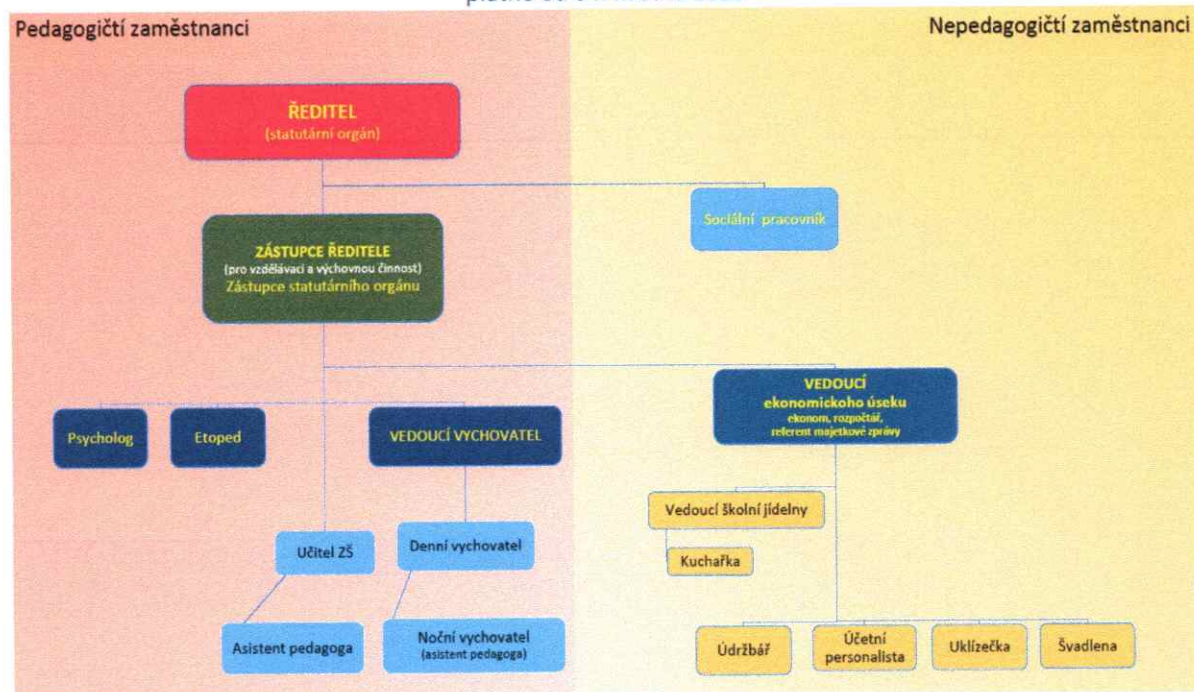 Pedagogičtí zaměstnanci
Nepedagogičtí zaměstnanci
ŘEDITEL
(statutární orgán)
Sociální pracovník
ZÁSTUPCE ŘEDITELE
(pro vzdělávací a výchovnou činnost)
Zástupce statutárního orgánu
VEDOUCÍ
ekonomickoho úseku
ekonom, rozpočtář,
referent majetkové zprávy
Psycholog
Etoped
VEDOUCÍ VYCHOVATEL
Vedoucí školní jídelny
Kuchařka
Učitel ZŠ
Denní vychovatel
Asistent pedagoga
Noční vychovatel
(asistent pedagoga)
Údržbář
Účetní
personalista
Uklízečka
Švadlena